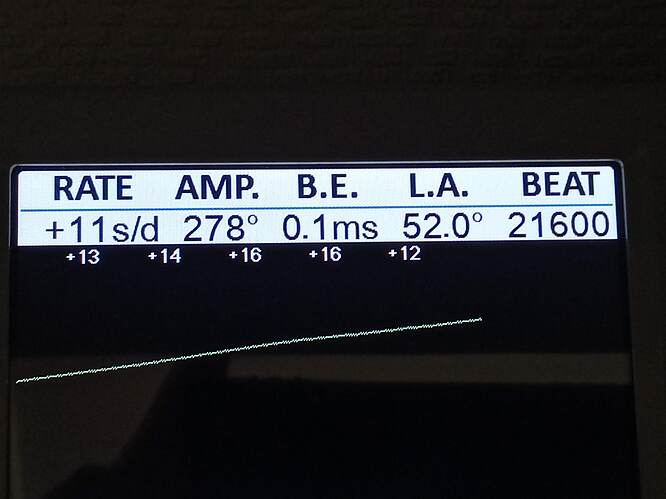 RATE AMP. B.E. L.A. BEAT
+11s/d 278° 0.1ms 52.0° 21600
+13 +14 +16 +16 +12